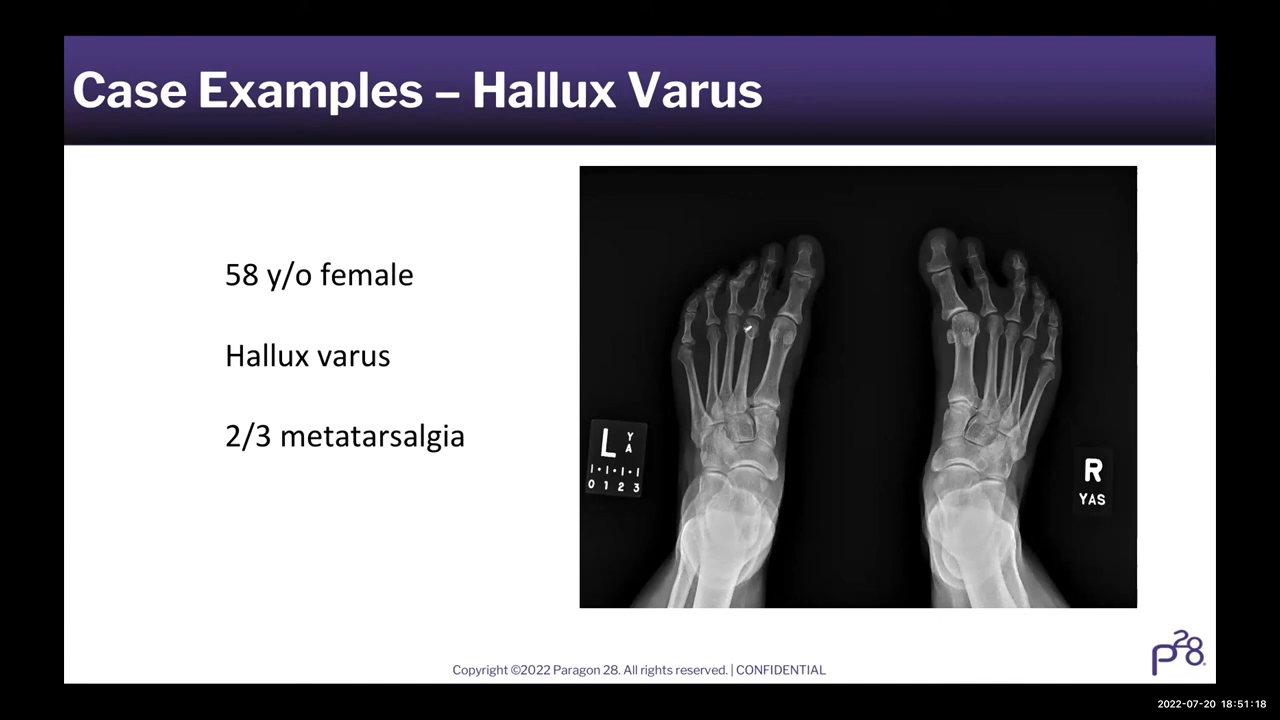 Case Examples – Hallux Varus
58 y/o female
Hallux varus
2/3 metatarsalgia
L
Y
A
0 1 2 3
R
YAS
Copyright ©2022 Paragon 28. All rights reserved. | CONFIDENTIAL
P28
2022-07-20 18:51:18